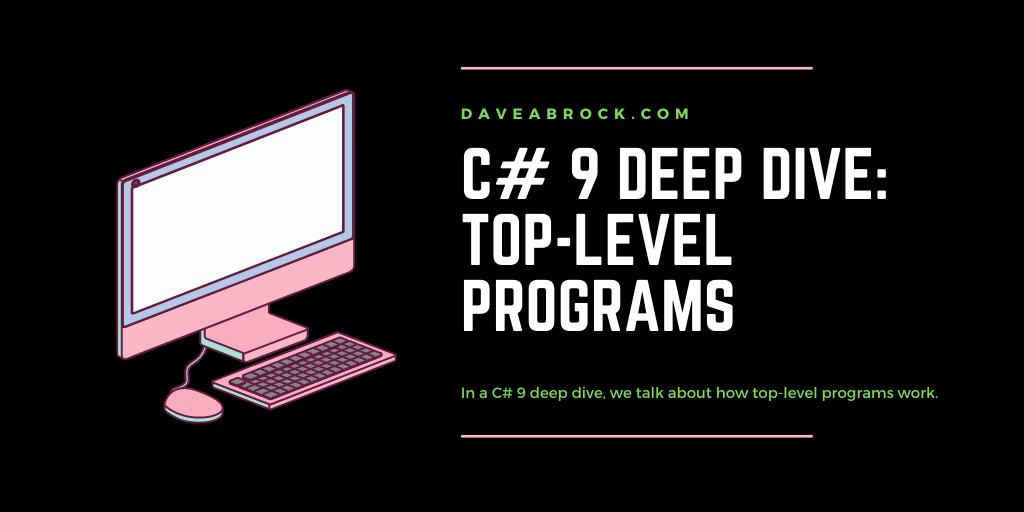 DAVEABROCK.COM
C# 9 DEEP DIVE:
TOP-LEVEL
PROGRAMS
In a C# 9 deep dive, we talk about how top-level programs work.